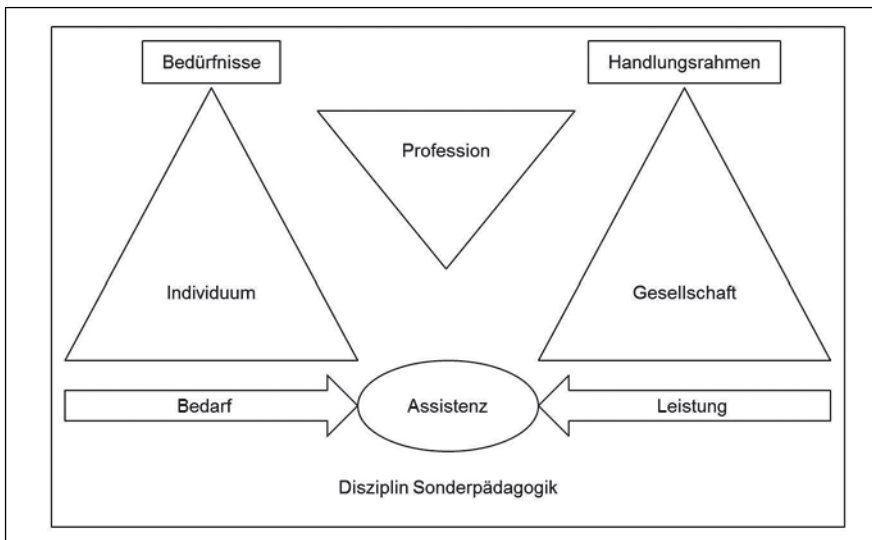 Bedürfnisse
Handlungsrahmen
Profession
Individuum
Gesellschaft
Bedarf
Assistenz
Leistung
Disziplin Sonderpädagogik